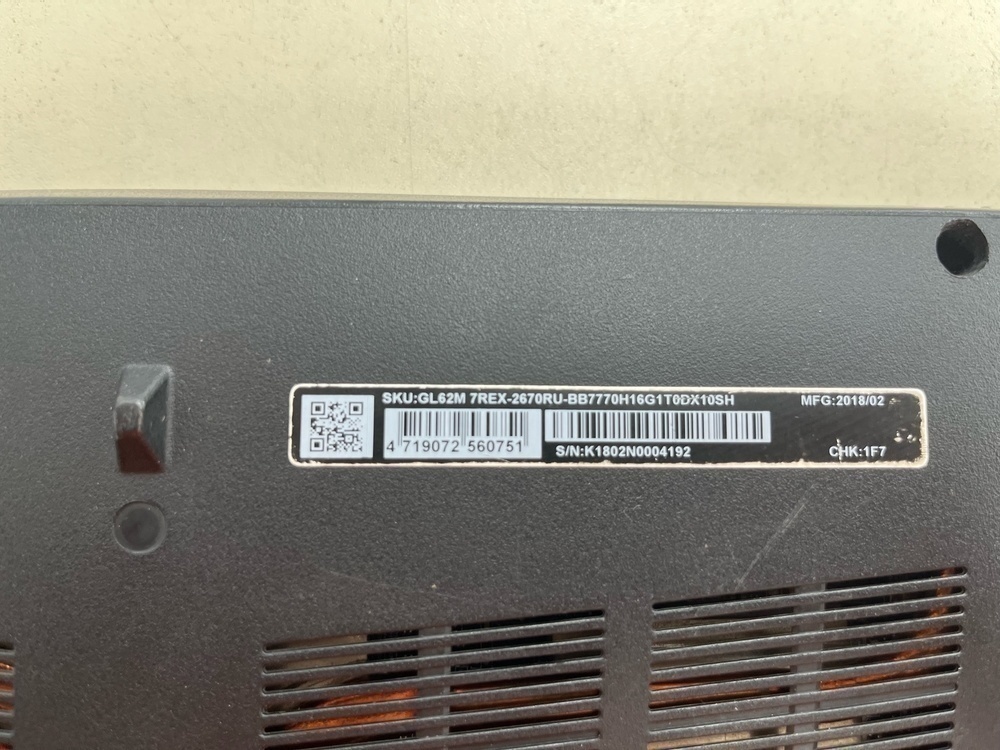 SKU:GL62M 7REX-2670RU-BB7770H16G1T0DX10SH MFG:2018/02
4 719072 560751
S/N:K1802N0004192 CHK:1F7